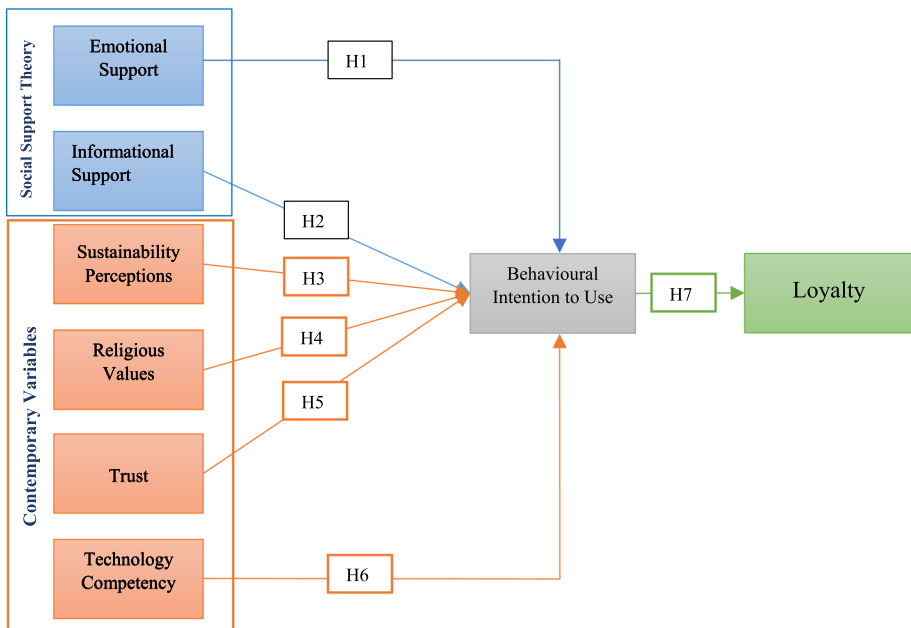 Social Support Theory
Emotional
Support
H1
Informational
Support
H2
Contemporary Variables
Sustainability
Perceptions
H3
Religious
Values
H4
Trust
H5
Technology
Competency
H6
Behavioural
Intention to Use
H7
Loyalty